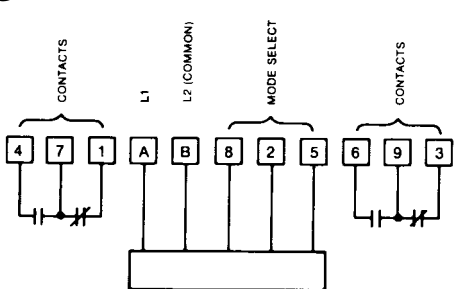 CONTACTS
L1
L2 (COMMON)
MODE SELECT
CONTACTS
4 7 1 A B 8 2 5 6 9 3